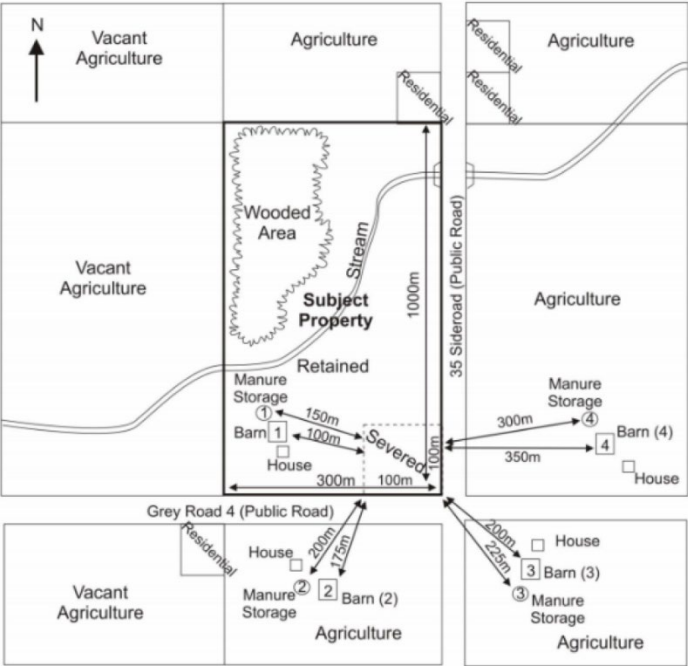 N
Vacant
Agriculture
Agriculture
Residential
Residential
Agriculture
Residential
Wooded
Area
Stream
1000m
35 Sideroad (Public Road)
Vacant
Agriculture
Subject
Property
Agriculture
Retained
Manure
Storage
1
150m
Barn
1
100m
House
Severed
100m
300m
100m
Manure
Storage
4
300m
Barn (4)
4
350m
House
Grey Road 4 (Public Road)
Residential
Vacant
Agriculture
House
200m
175m
Manure
Storage
2
2
Barn (2)
Agriculture
200m
225m
House
3
Barn (3)
3
Manure
Storage
Agriculture